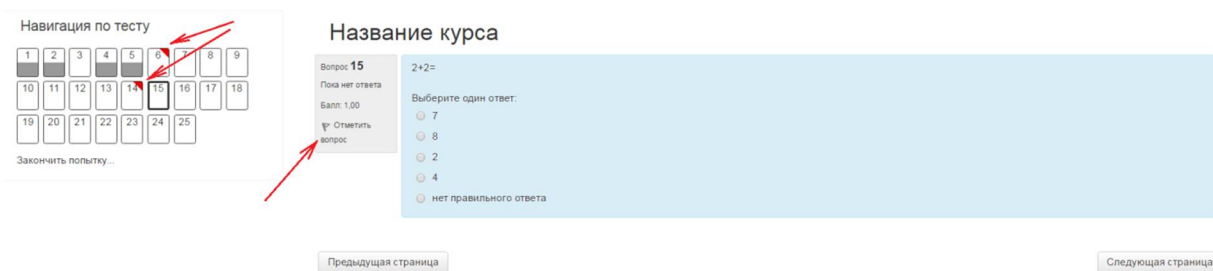 Навигация по тесту
1 2 3 4 5 6 7 8 9
10 11 12 13 14 15 16 17 18
19 20 21 22 23 24 25
Закончить попытку...
Название курса
Вопрос 15
Пока нет ответа
Балл: 1,00
Отметить
вопрос
2+2=
Выберите один ответ:
7
8
2
4
нет правильного ответа
Предыдущая страница
Следующая страница